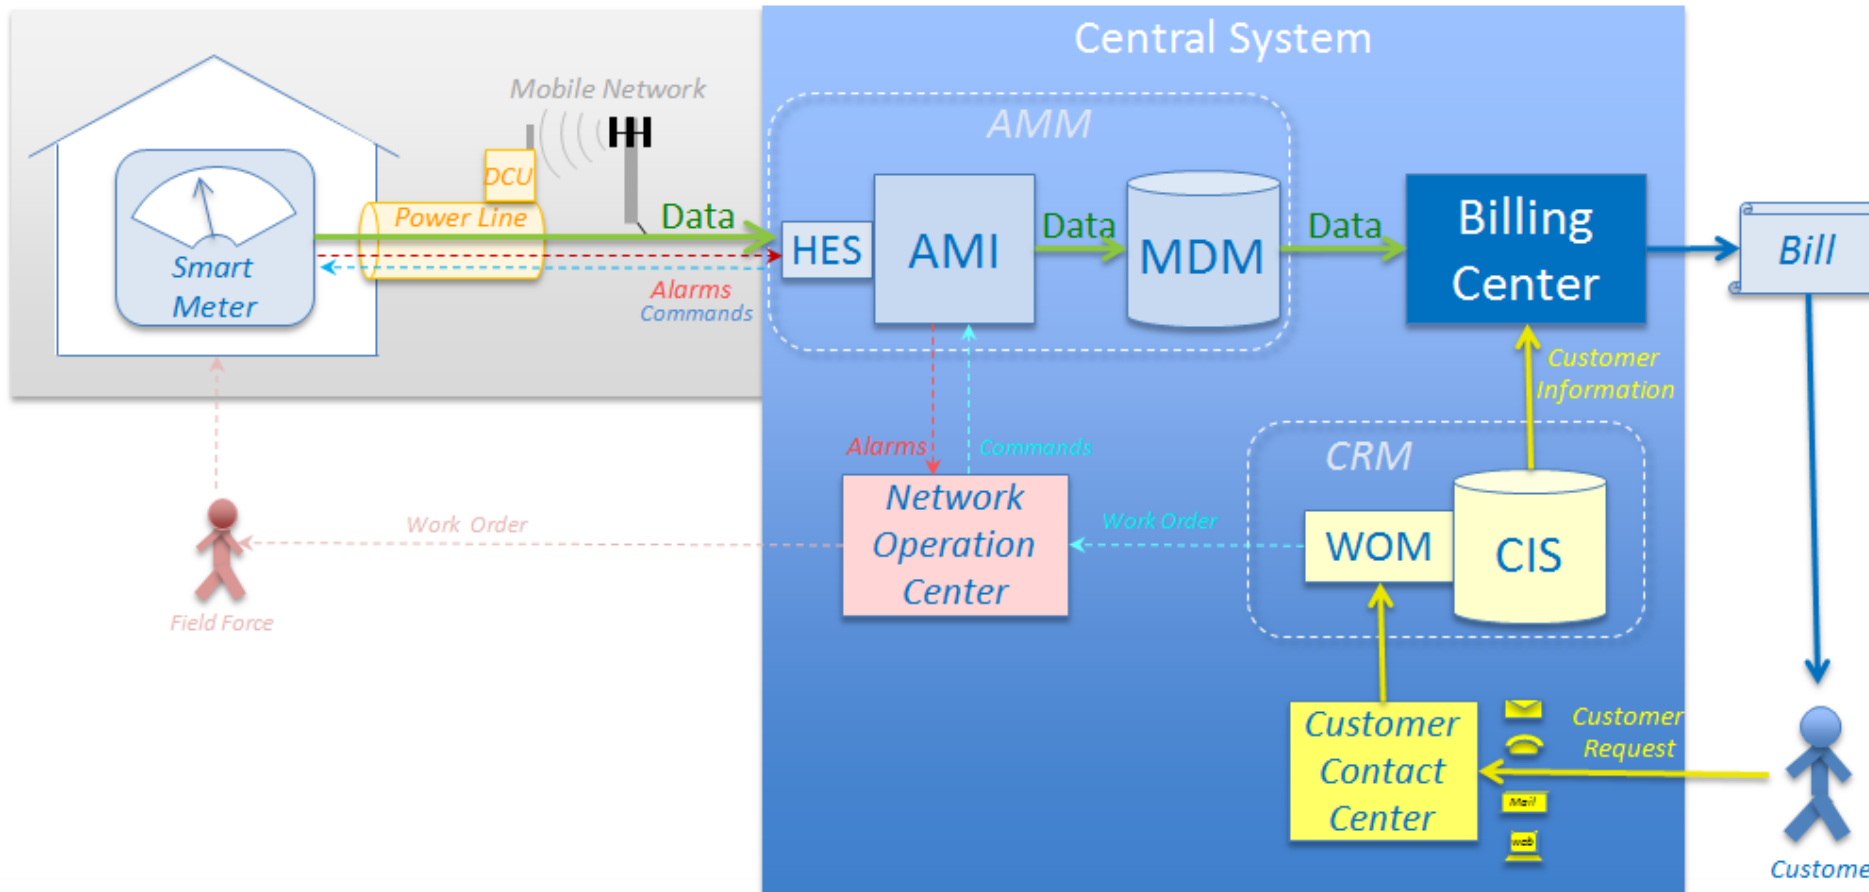 Central System
Mobile Network
AMM
DCU
Power Line
Data
Smart
Meter
Alarms
Commands
HES
AMI
Data
MDM
Data
Billing
Center
Bill
Customer
Information
Alarms
Commands
CRM
Network
Operation
Center
Work Order
Work Order
WOM
CIS
Field Force
Customer
Contact
Center
Mail
web
Customer
Request
Custome